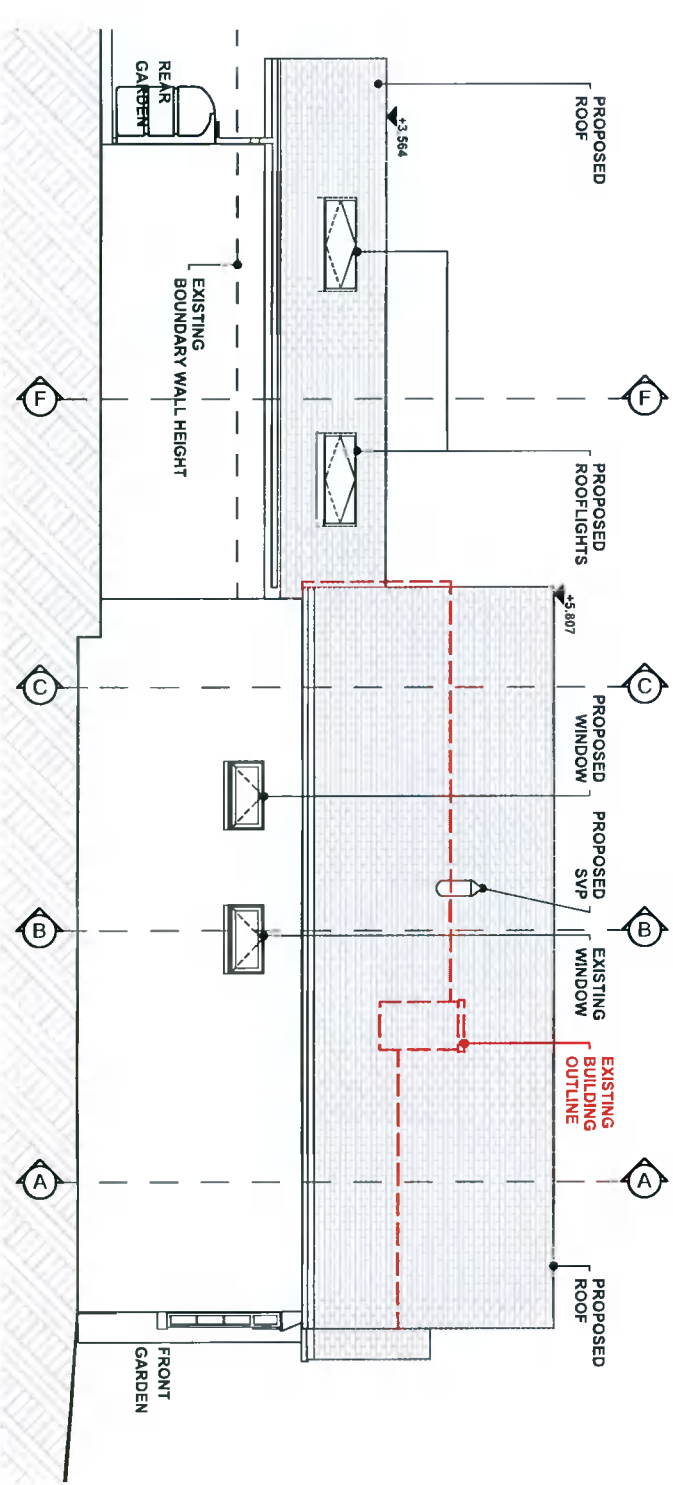 PROPOSED
ROOF
+3.564
PROPOSED
ROOFLIGHTS
+5.807
PROPOSED
WINDOW
PROPOSED
SVP
EXISTING
WINDOW
EXISTING
BUILDING
OUTLINE
PROPOSED
ROOF
REAR
GARDEN
EXISTING
BOUNDARY WALL HEIGHT
FRONT
GARDEN
F
C
B
A
F
C
B
A